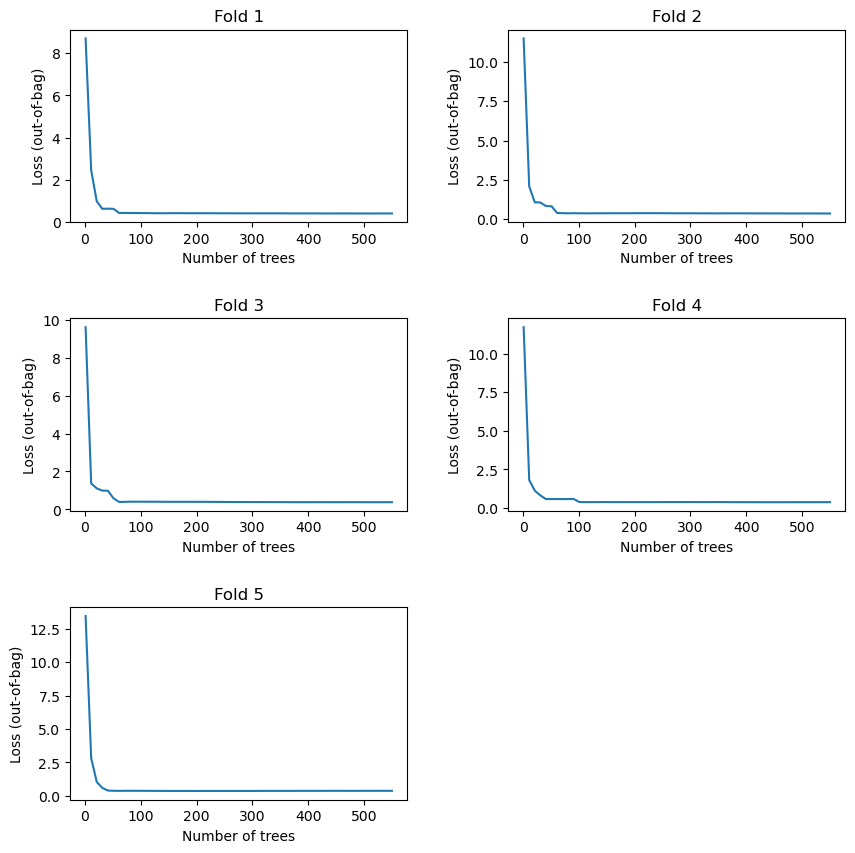 Fold 1
8
6
4
2
0
Loss (out-of-bag)
0 100 200 300 400 500
Number of trees
Fold 2
10.0
7.5
5.0
2.5
0.0
Loss (out-of-bag)
0 100 200 300 400 500
Number of trees
Fold 3
10
8
6
4
2
0
Loss (out-of-bag)
0 100 200 300 400 500
Number of trees
Fold 4
10.0
7.5
5.0
2.5
0.0
Loss (out-of-bag)
0 100 200 300 400 500
Number of trees
Fold 5
12.5
10.0
7.5
5.0
2.5
0.0
Loss (out-of-bag)
0 100 200 300 400 500
Number of trees